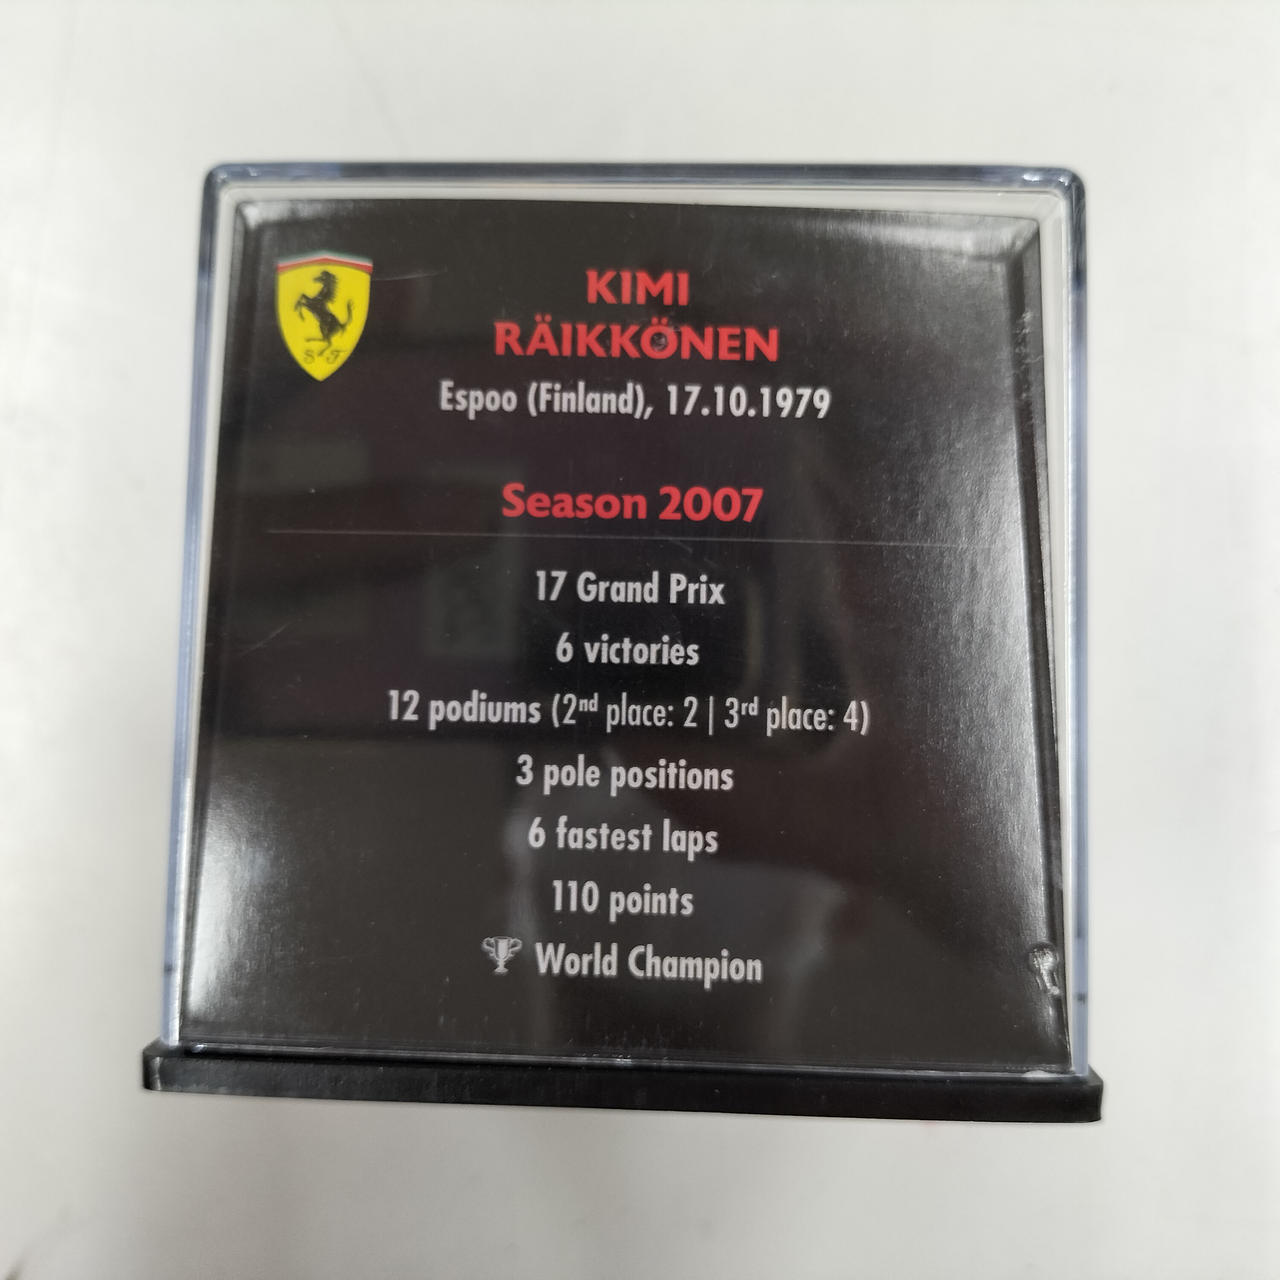 S F
KIMI
RÄIKKÖNEN
Espoo (Finland), 17.10.1979
Season 2007
17 Grand Prix
6 victories
12 podiums (2nd place: 2 | 3rd place: 4)
3 pole positions
6 fastest laps
110 points
World Champion